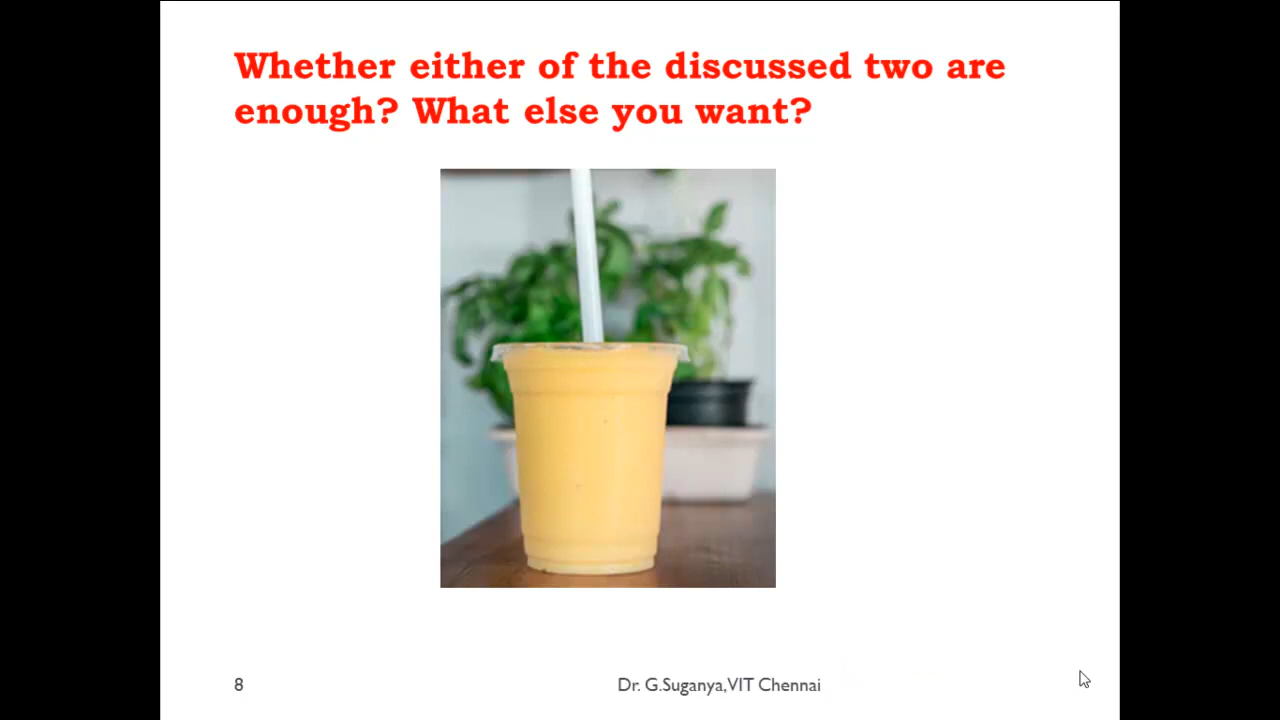 Whether either of the discussed two are
enough? What else you want?
8
Dr. G.Suganya,VIT Chennai